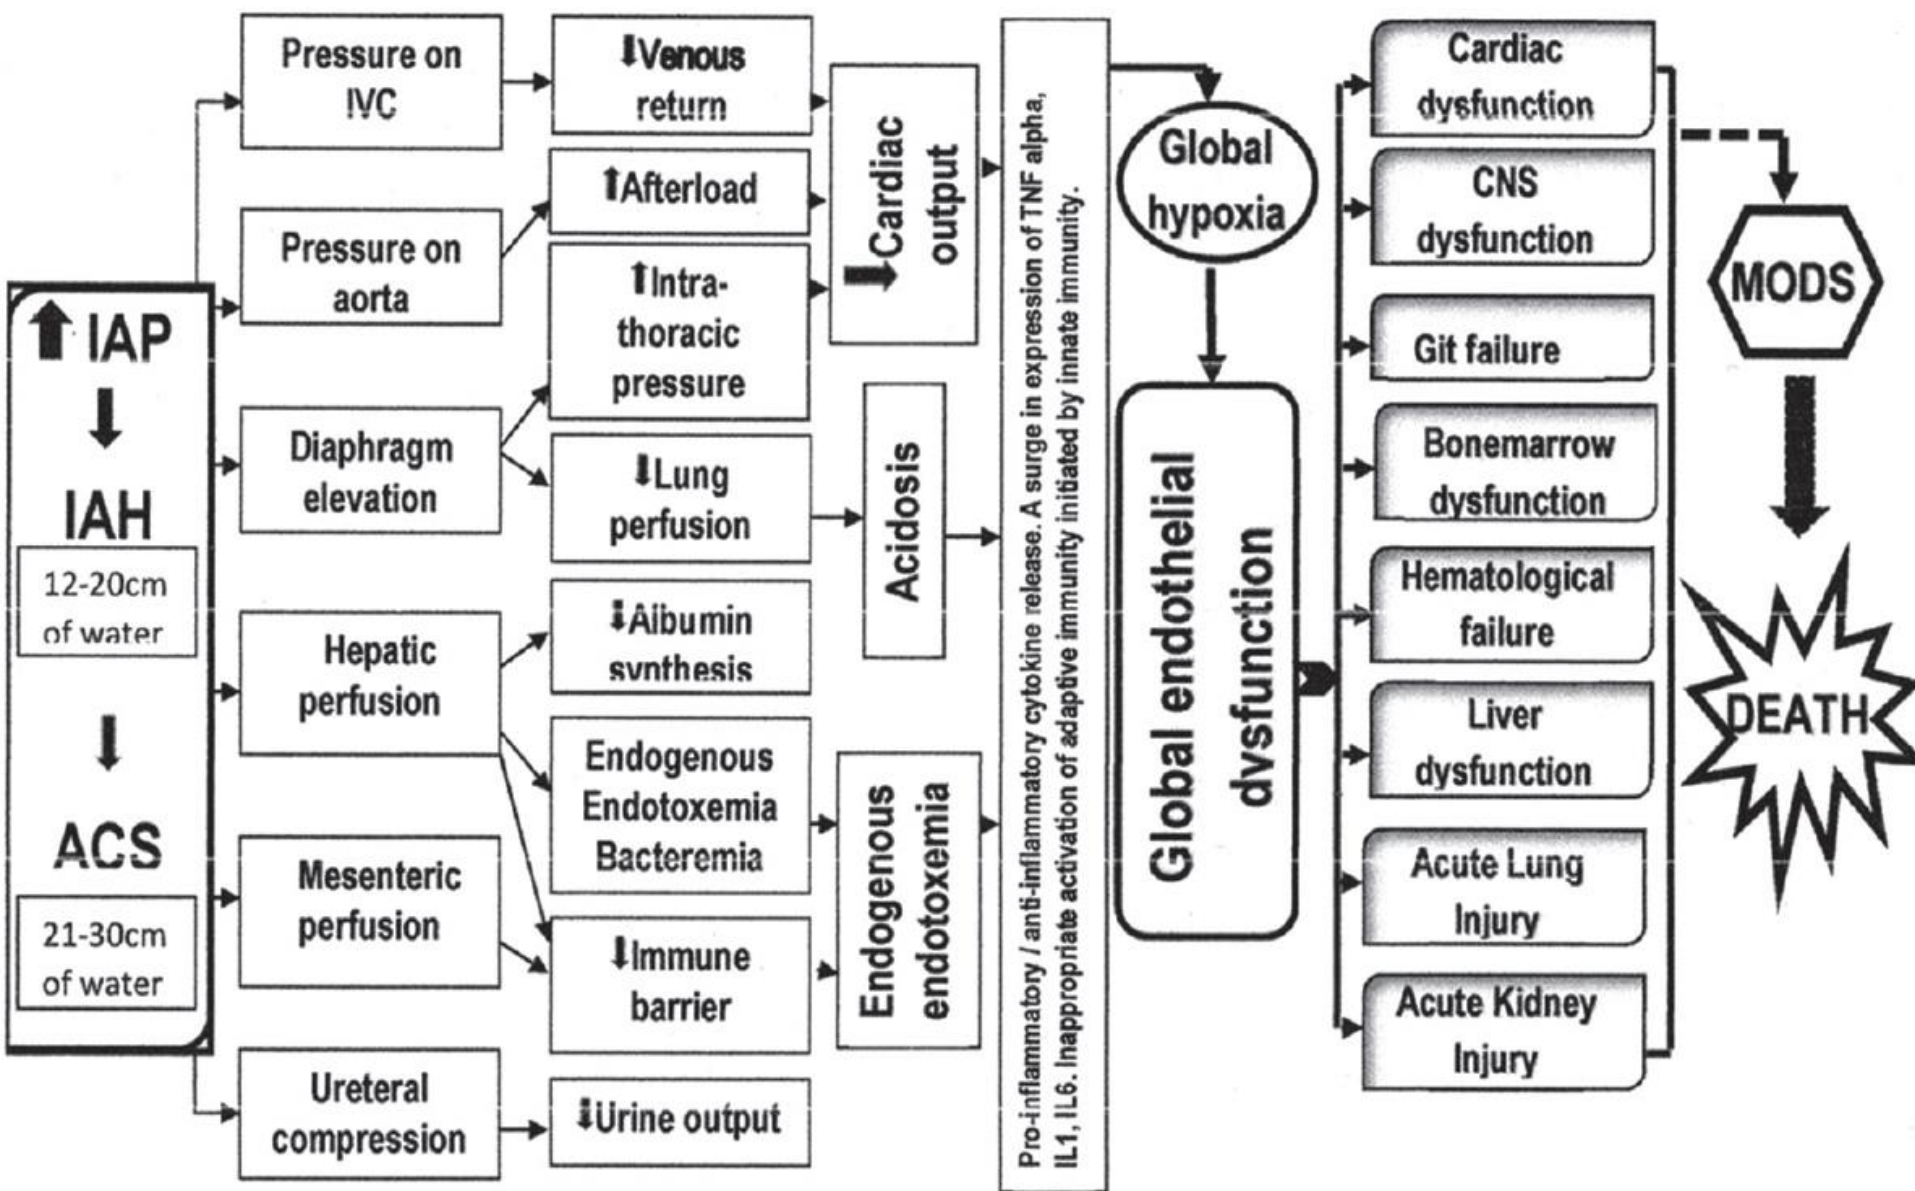 ⬆ IAP
IAH
12-20cm
of water
ACS
21-30cm
of water
Pressure on
IVC
Pressure on
aorta
Diaphragm
elevation
Hepatic
perfusion
Mesenteric
perfusion
Ureteral
compression
⬇Venous
return
⬆Afterload
⬆Intra-
thoracic
pressure
⬇Lung
perfusion
⬇Albumin
synthesis
Endogenous
Endotoxemia
Bacteremia
⬇Immune
barrier
⬇Urine output
➡Cardiac
output
Acidosis
Endogenous
endotoxemia
Pro-inflammatory / anti-inflammatory cytokine release. A surge in expression of TNF alpha,
IL1, IL6. Inappropriate activation of adaptive immunity initiated by innate immunity.
Global
hypoxia
Global endothelial
dysfunction
Cardiac
dysfunction
CNS
dysfunction
Git failure
Bonemarrow
dysfunction
Hematological
failure
Liver
dysfunction
Acute Lung
Injury
Acute Kidney
Injury
MODS
DEATH